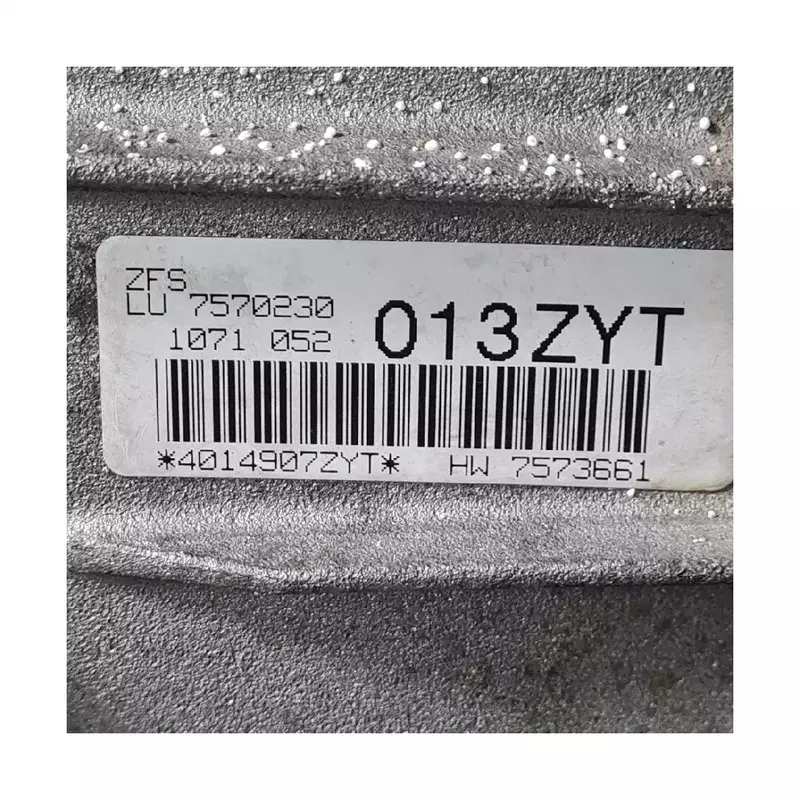 ZFS
LU 7570230
1071 052 013ZYT
*4014907ZYT* HW 7573661